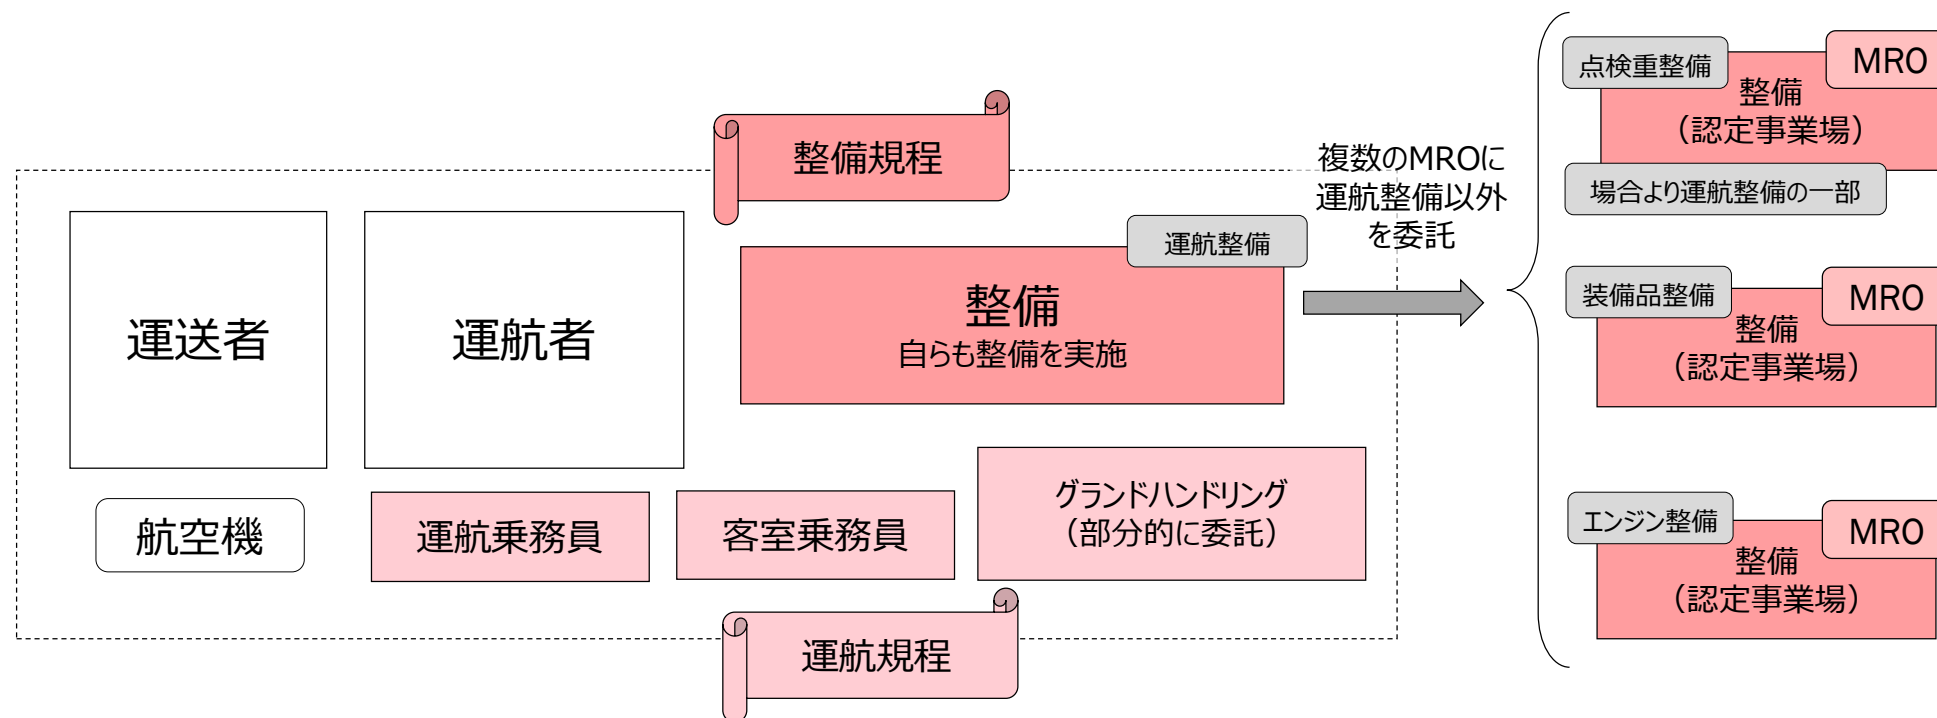 整備規程
運送者
運航者
運航整備
整備
自らも整備を実施
航空機
運航乗務員
客室乗務員
グランドハンドリング
（部分的に委託）
運航規程
複数のMROに
運航整備以外
を委託
点検重整備
MRO
整備
（認定事業場）
場合より運航整備の一部
装備品整備
MRO
整備
（認定事業場）
エンジン整備
MRO
整備
（認定事業場）